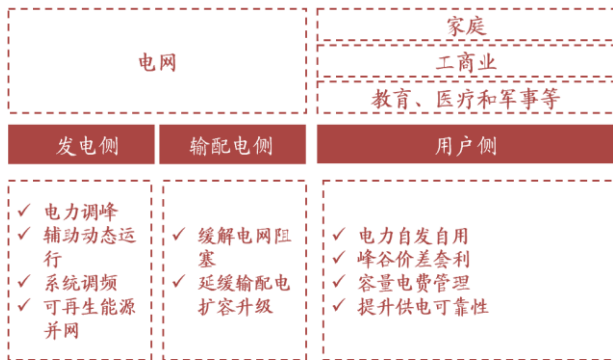 电网
家庭
工商业
教育、医疗和军事等
发电侧
输配电侧
用户侧
✓ 电力调峰
✓ 辅助动态运
行
✓ 系统调频
✓ 可再生能源
并网
✓ 缓解电网阻
塞
✓ 延缓输配电
扩容升级
✓ 电力自发自用
✓ 峰谷价差套利
✓ 容量电费管理
✓ 提升供电可靠性